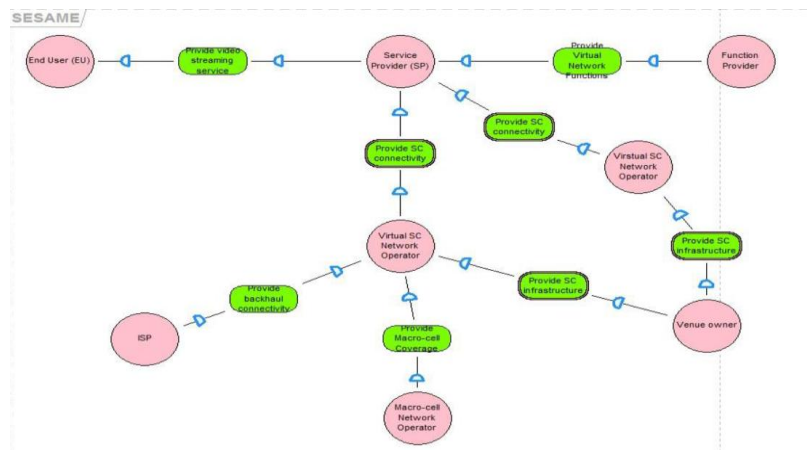 SESAME
End User (EU)
Privide video
streaming
service
Service
Provider (SP)
Provide
Virtual
Network
Functions
Function
Provider
Provide SC
connectivity
Provide SC
connectivity
Virstual SC
Network
Operator
Virtual SC
Network
Operator
Provide SC
infrastructure
Provide
backhaul
connectivity
Provide SC
infrastructure
ISP
Provide
Macro-cell
Coverage
Venue owner
Macro-cell
Network
Operator